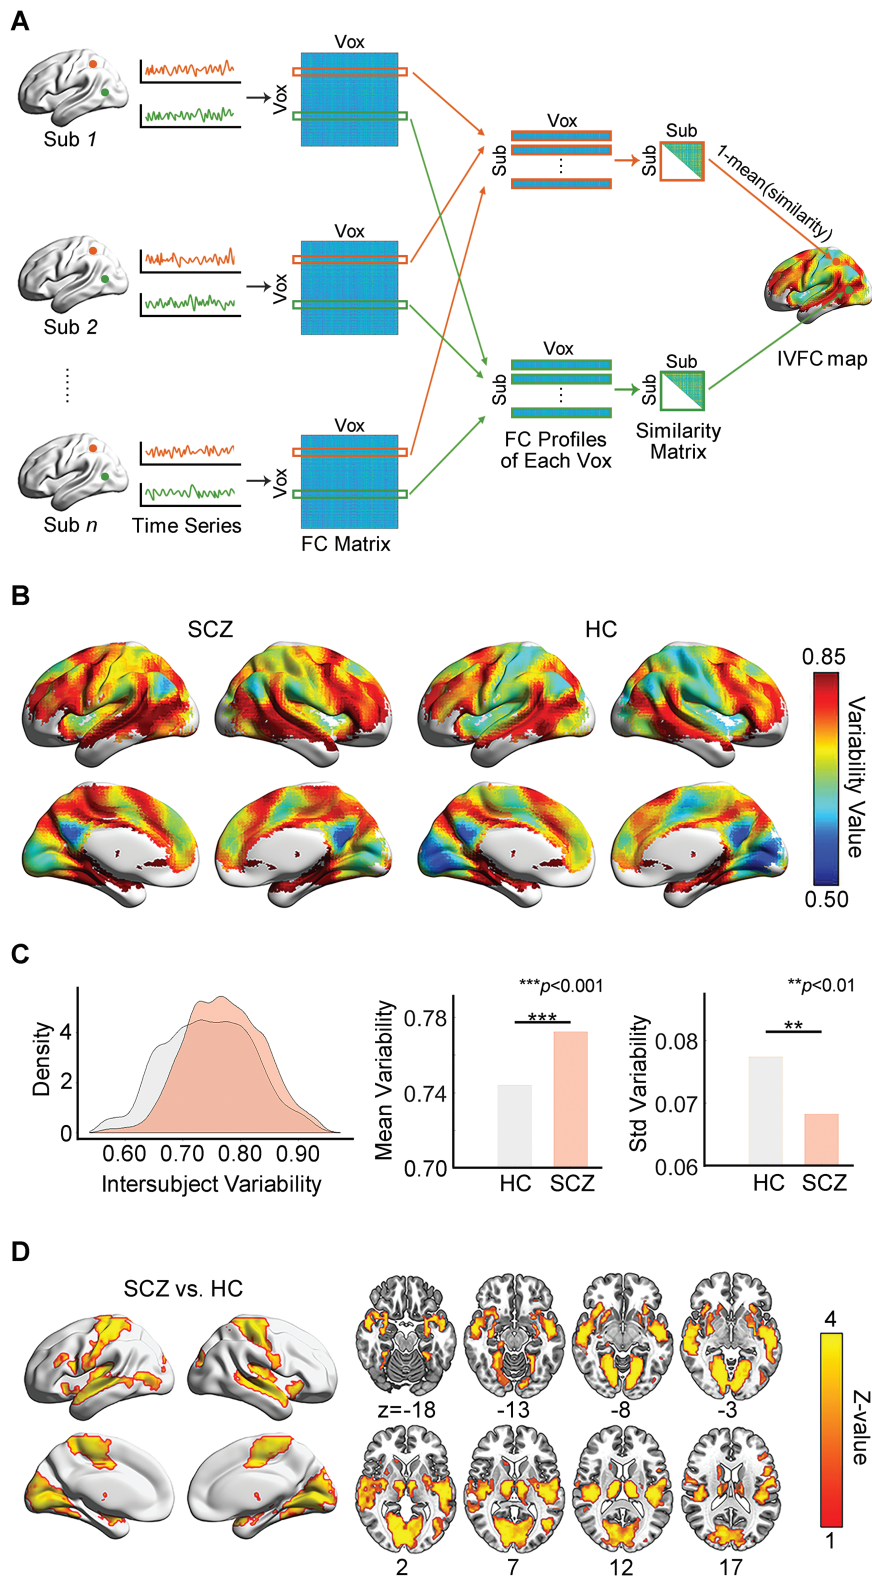 A
Vox
Vox
Sub 1
Vox
Sub
Sub
Sub
1-mean(similarity)
Vox
Vox
Sub 2
......
...
IVFC map
Vox
Sub
Sub
Sub
...
FC Profiles
of Each Vox
Similarity
Matrix
Vox
Vox
Sub n
Time Series
FC Matrix
B
SCZ
HC
0.85
Variability Value
0.50
C
Density
4
2
0
0.60 0.70 0.80 0.90
Intersubject Variability
***p<0.001
***
Mean Variability
0.78
0.74
0.70
HC SCZ
**p<0.01
**
Std Variability
0.08
0.07
0.06
HC SCZ
D
SCZ vs. HC
z=-18 -13 -8 -3
2 7 12 17
4
Z-value
1